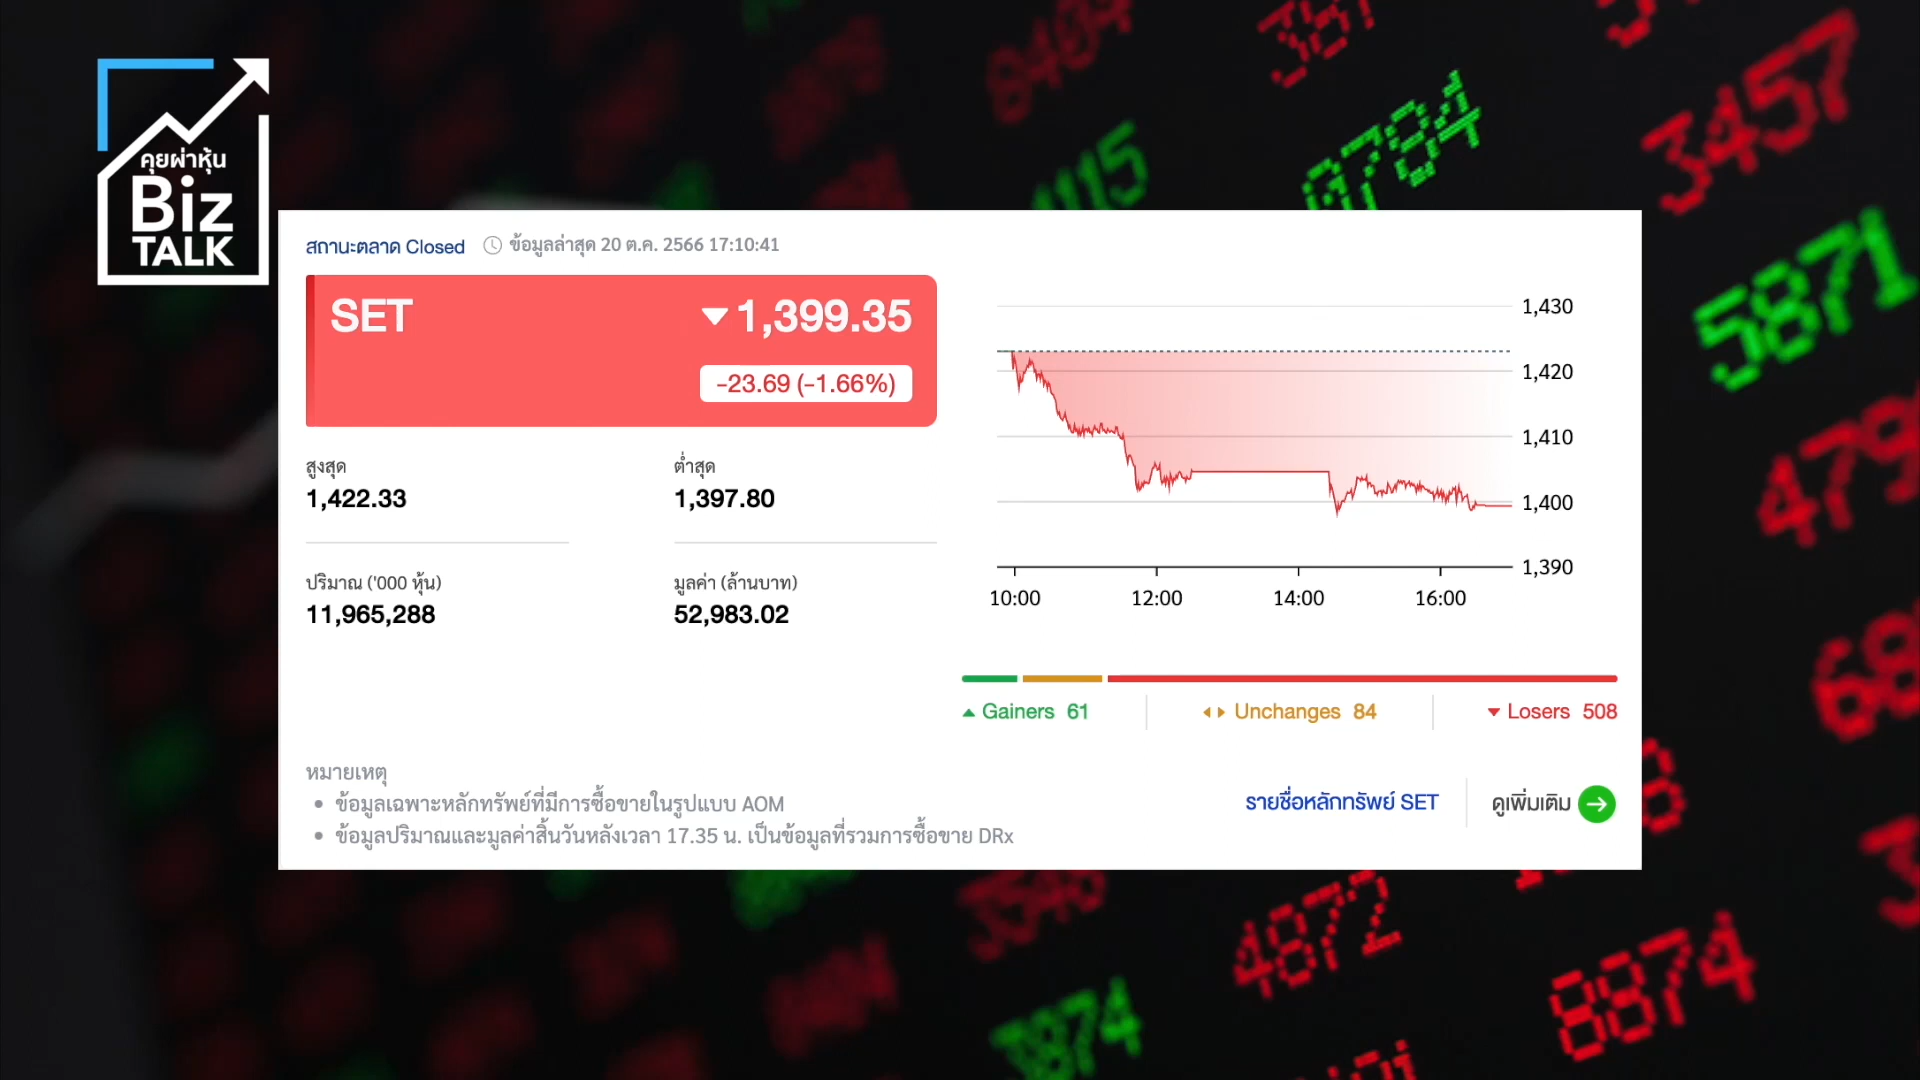 คุยผ่าหุ้น
Biz
TALK
สถานะตลาด Closed ข้อมูลล่าสุด 20 ต.ค. 2566 17:10:41
SET ▼ 1,399.35
-23.69 (-1.66%)
สูงสุด ต่ำสุด
1,422.33 1,397.80
ปริมาณ ('000 หุ้น) มูลค่า (ล้านบาท)
11,965,288 52,983.02
1,430
1,420
1,410
1,400
1,390
10:00 12:00 14:00 16:00
Gainers 61 Unchanges 84 Losers 508
หมายเหตุ
• ข้อมูลเฉพาะหลักทรัพย์ที่มีการซื้อขายในรูปแบบ AOM
• ข้อมูลปริมาณและมูลค่าสิ้นวันหลังเวลา 17.35 น. เป็นข้อมูลที่รวมการซื้อขาย DRx
รายชื่อหลักทรัพย์ SET ดูเพิ่มเติม
8404
4115
9784
3457
5871
4872
8874